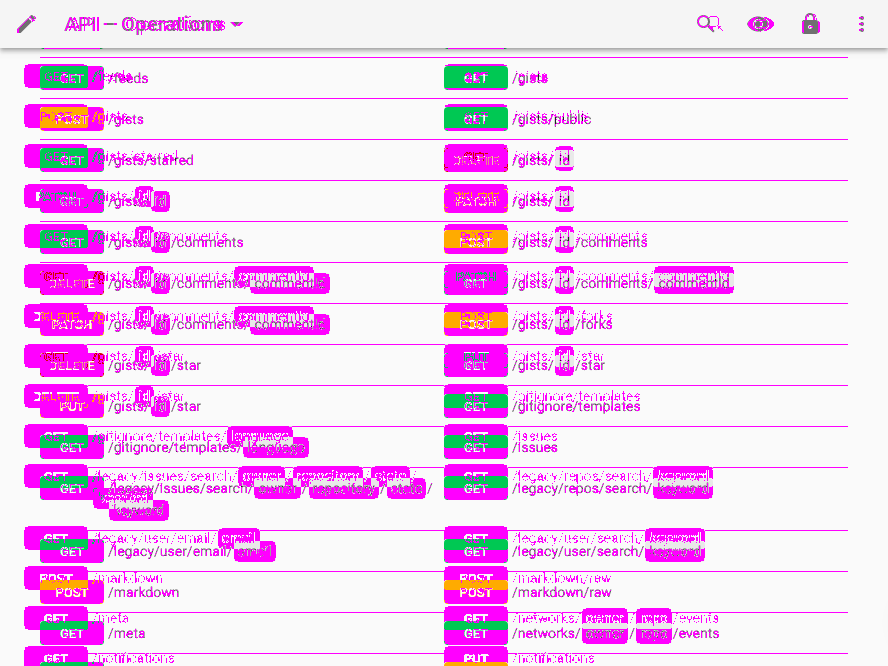 API – Operations
GET /feeds GET /gists
POST /gists GET /gists/public
GET /gists/starred DELETE /gists/ id
GET /gists/ id PATCH /gists/ id
GET /gists/ id /comments POST /gists/ id /comments
DELETE /gists/ id /comments/ commentId GET /gists/ id /comments/ commentId
PATCH /gists/ id /comments/ commentId POST /gists/ id /forks
DELETE /gists/ id /star GET /gists/ id /star
PUT /gists/ id /star GET /gitignore/templates
GET /gitignore/templates/ language GET /issues
GET /legacy/issues/search/ owner / repository / state / GET /legacy/repos/search/ keyword
keyword
GET /legacy/user/email/ email GET /legacy/user/search/ keyword
POST /markdown POST /markdown/raw
GET /meta GET /networks/ owner / repo /events
GET /notifications PUT /notifications